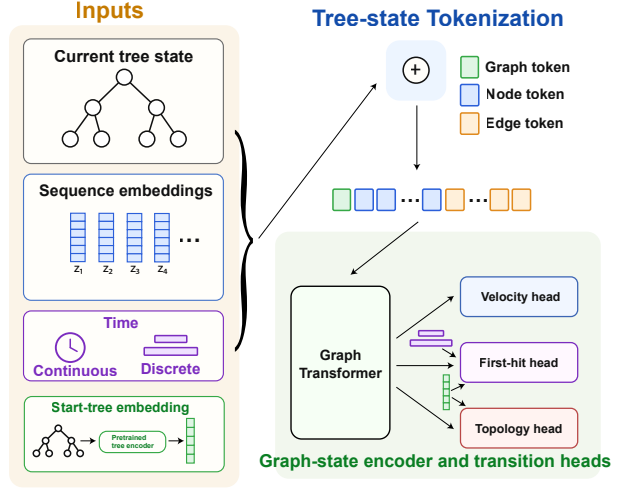 Inputs
Current tree state
Sequence embeddings
z1 z2 z3 z4 ...
Time
Continuous
Discrete
Start-tree embedding
Pretrained
tree encoder
Tree-state Tokenization
+
Graph token
Node token
Edge token
... ...
Graph
Transformer
Velocity head
First-hit head
Topology head
Graph-state encoder and transition heads